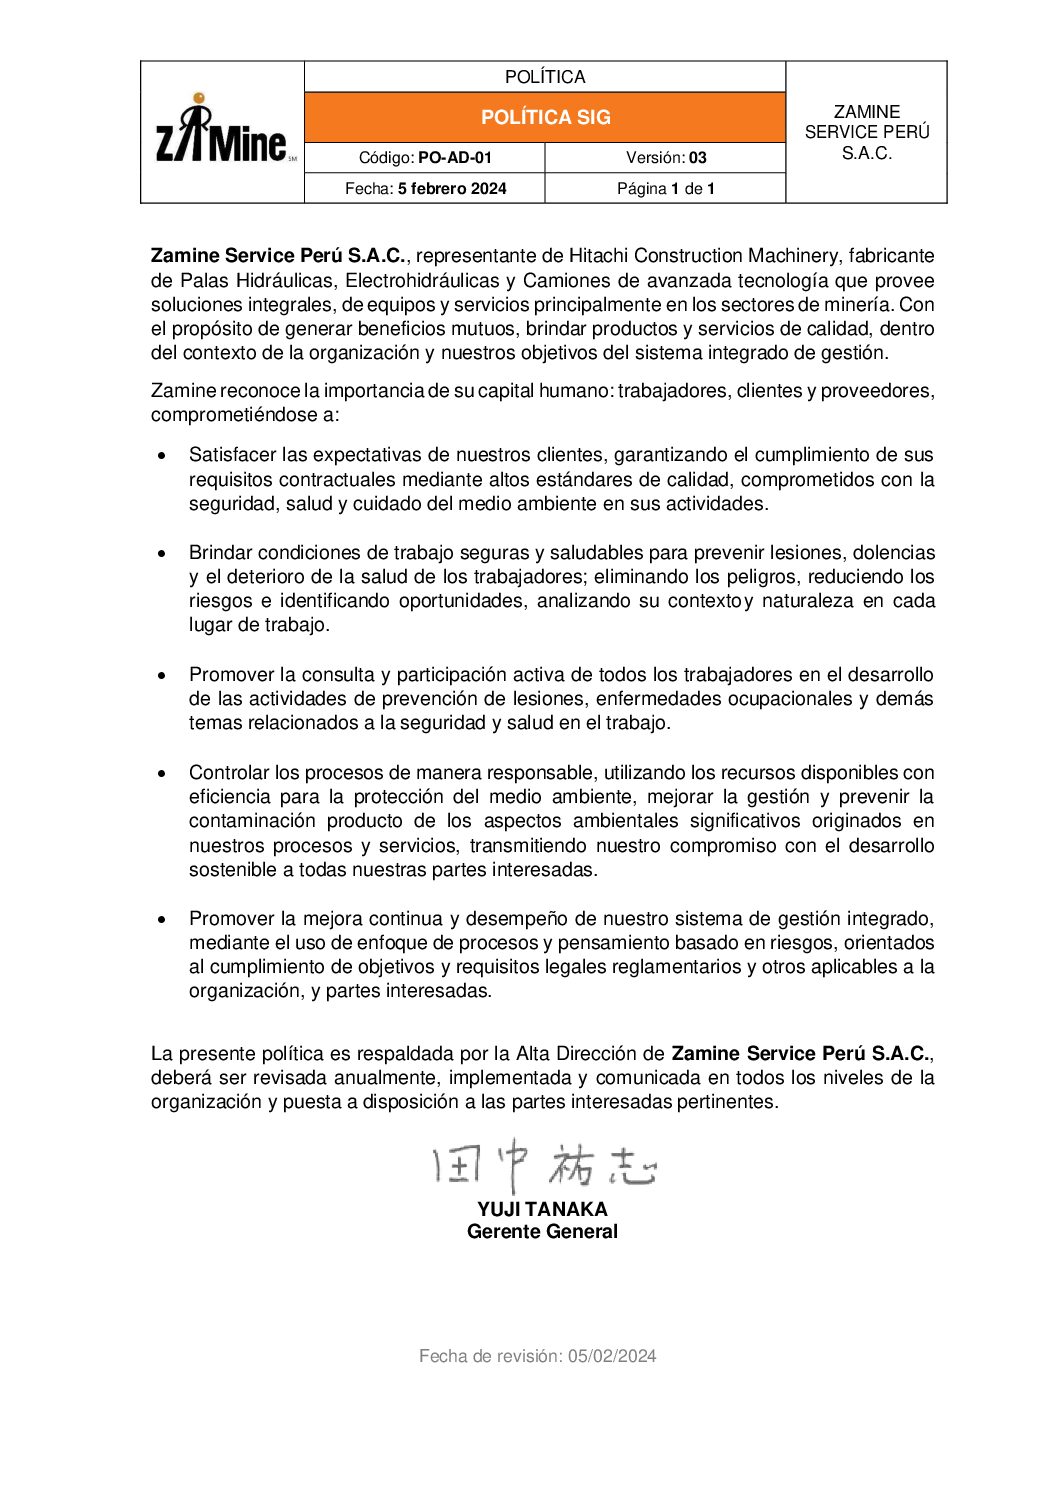 POLÍTICA
ZAMine SM
POLÍTICA SIG
ZAMINE
SERVICE PERÚ
S.A.C.
Código: PO-AD-01
Versión: 03
Fecha: 5 febrero 2024
Página 1 de 1
Zamine Service Perú S.A.C., representante de Hitachi Construction Machinery, fabricante
de Palas Hidráulicas, Electrohidráulicas y Camiones de avanzada tecnología que provee
soluciones integrales, de equipos y servicios principalmente en los sectores de minería. Con
el propósito de generar beneficios mutuos, brindar productos y servicios de calidad, dentro
del contexto de la organización y nuestros objetivos del sistema integrado de gestión.
Zamine reconoce la importancia de su capital humano: trabajadores, clientes y proveedores,
comprometiéndose a:
• Satisfacer las expectativas de nuestros clientes, garantizando el cumplimiento de sus
requisitos contractuales mediante altos estándares de calidad, comprometidos con la
seguridad, salud y cuidado del medio ambiente en sus actividades.
• Brindar condiciones de trabajo seguras y saludables para prevenir lesiones, dolencias
y el deterioro de la salud de los trabajadores; eliminando los peligros, reduciendo los
riesgos e identificando oportunidades, analizando su contexto y naturaleza en cada
lugar de trabajo.
• Promover la consulta y participación activa de todos los trabajadores en el desarrollo
de las actividades de prevención de lesiones, enfermedades ocupacionales y demás
temas relacionados a la seguridad y salud en el trabajo.
• Controlar los procesos de manera responsable, utilizando los recursos disponibles con
eficiencia para la protección del medio ambiente, mejorar la gestión y prevenir la
contaminación producto de los aspectos ambientales significativos originados en
nuestros procesos y servicios, transmitiendo nuestro compromiso con el desarrollo
sostenible a todas nuestras partes interesadas.
• Promover la mejora continua y desempeño de nuestro sistema de gestión integrado,
mediante el uso de enfoque de procesos y pensamiento basado en riesgos, orientados
al cumplimiento de objetivos y requisitos legales reglamentarios y otros aplicables a la
organización, y partes interesadas.
La presente política es respaldada por la Alta Dirección de Zamine Service Perú S.A.C.,
deberá ser revisada anualmente, implementada y comunicada en todos los niveles de la
organización y puesta a disposición a las partes interesadas pertinentes.
田中祐志
YUJI TANAKA
Gerente General
Fecha de revisión: 05/02/2024